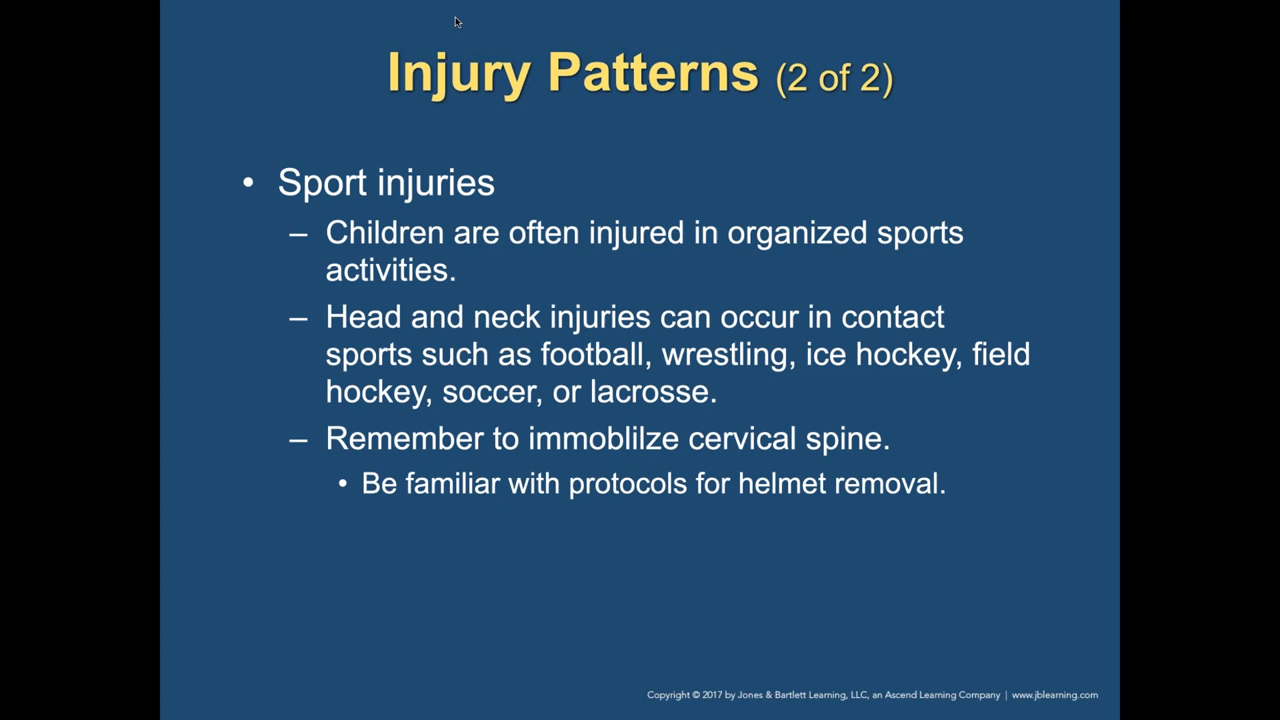 Injury Patterns (2 of 2)
• Sport injuries
– Children are often injured in organized sports
activities.
– Head and neck injuries can occur in contact
sports such as football, wrestling, ice hockey, field
hockey, soccer, or lacrosse.
– Remember to immoblilze cervical spine.
• Be familiar with protocols for helmet removal.
Copyright © 2017 by Jones & Bartlett Learning, LLC, an Ascend Learning Company | www.jblearning.com